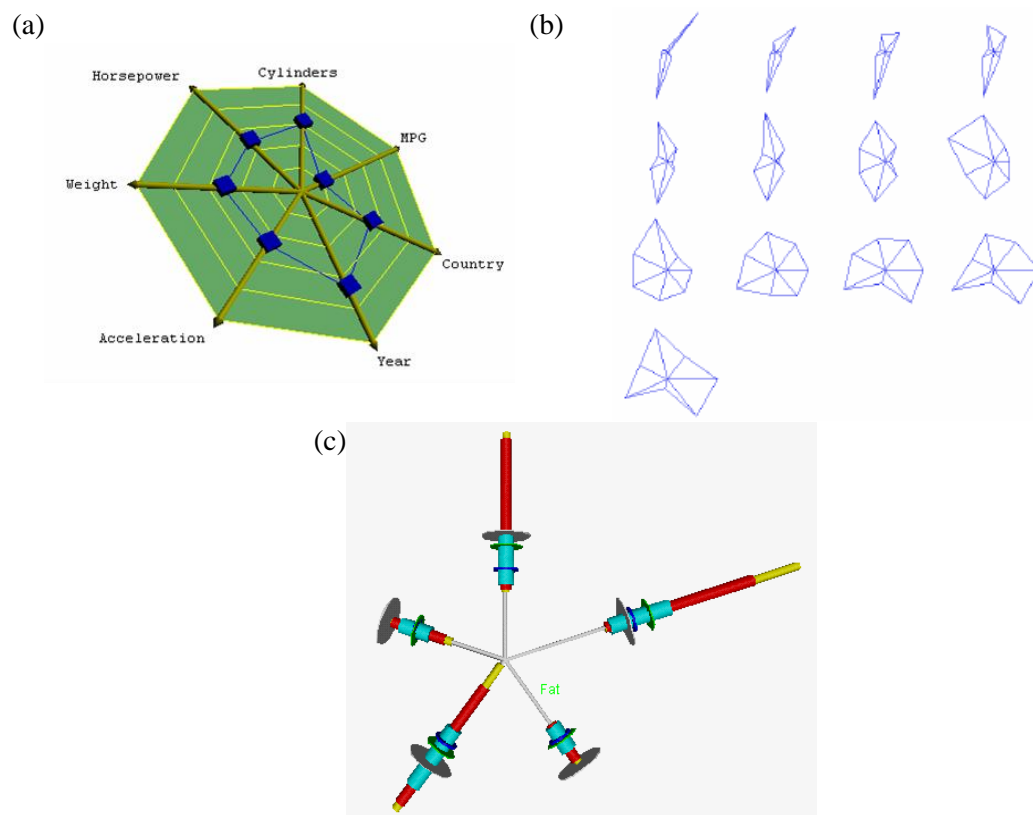 (a)
(b)
Horsepower
Cylinders
MPG
Weight
Country
Acceleration
Year
(c)
Fat